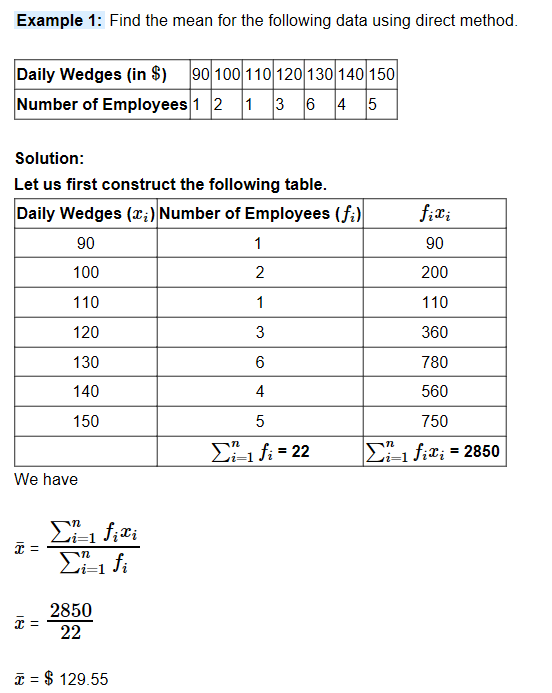 Example 1: Find the mean for the following data using direct method.
Daily Wedges (in $) 90 100 110 120 130 140 150
Number of Employees 1 2 1 3 6 4 5
Solution:
Let us first construct the following table.
Daily Wedges (xᵢ) Number of Employees (fᵢ) fᵢxᵢ
90 1 90
100 2 200
110 1 110
120 3 360
130 6 780
140 4 560
150 5 750
∑ⁿᵢ₌₁ fᵢ = 22 ∑ⁿᵢ₌₁ fᵢxᵢ = 2850
We have
x̄ = ∑ⁿᵢ₌₁ fᵢxᵢ / ∑ⁿᵢ₌₁ fᵢ
x̄ = 2850 / 22
x̄ = $ 129.55